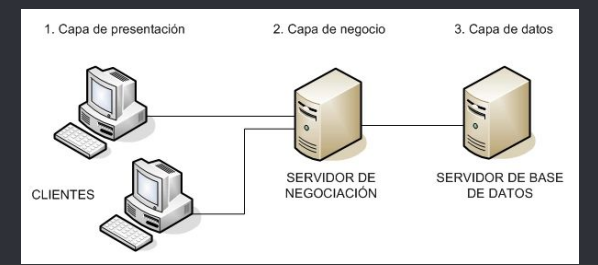 1. Capa de presentación
2. Capa de negocio
3. Capa de datos
CLIENTES
SERVIDOR DE
NEGOCIACIÓN
SERVIDOR DE BASE
DE DATOS